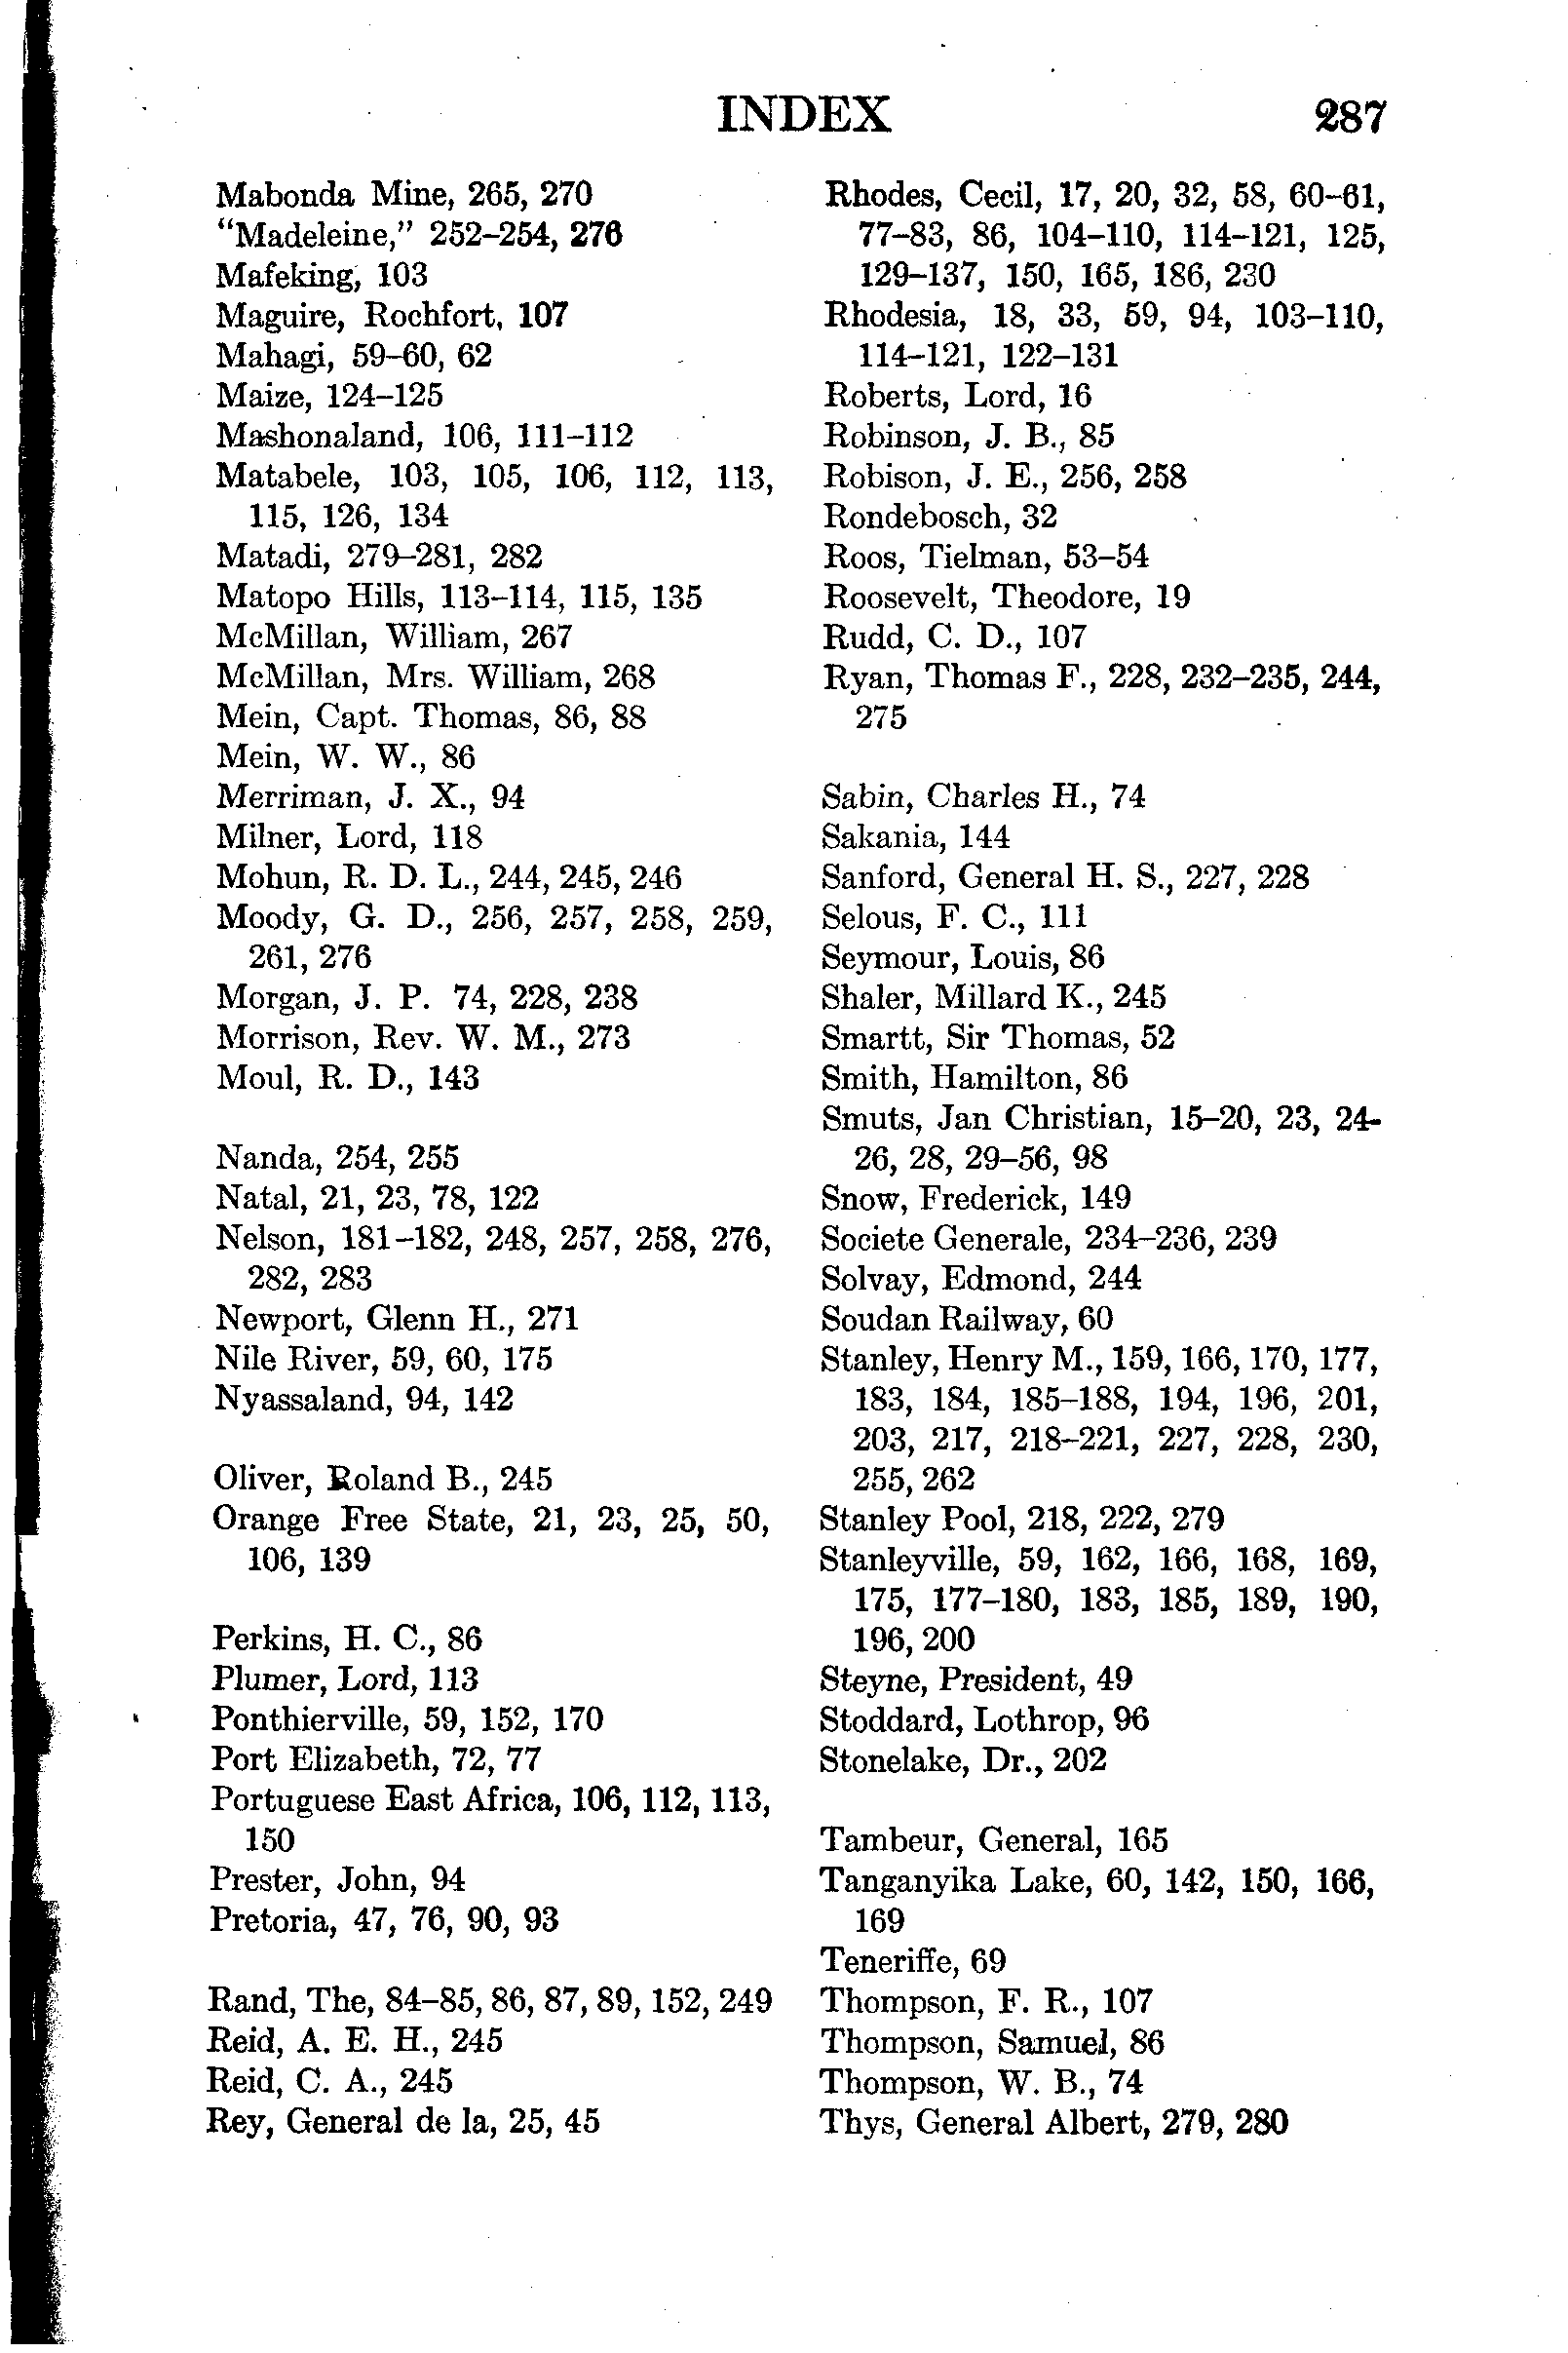 INDEX 287
Mabonda Mine, 265, 270
"Madeleine," 252–254, 276
Mafeking, 103
Maguire, Rochfort, 107
Mahagi, 59–60, 62
Maize, 124–125
Mashonaland, 106, 111–112
Matabele, 103, 105, 106, 112, 113,
115, 126, 134
Matadi, 279–281, 282
Matopo Hills, 113–114, 115, 135
McMillan, William, 267
McMillan, Mrs. William, 268
Mein, Capt. Thomas, 86, 88
Mein, W. W., 86
Merriman, J. X., 94
Milner, Lord, 118
Mohun, R. D. L., 244, 245, 246
Moody, G. D., 256, 257, 258, 259,
261, 276
Morgan, J. P. 74, 228, 238
Morrison, Rev. W. M., 273
Moul, R. D., 143
Nanda, 254, 255
Natal, 21, 23, 78, 122
Nelson, 181–182, 248, 257, 258, 276,
282, 283
Newport, Glenn H., 271
Nile River, 59, 60, 175
Nyassaland, 94, 142
Oliver, Roland B., 245
Orange Free State, 21, 23, 25, 50,
106, 139
Perkins, H. C., 86
Plumer, Lord, 113
Ponthierville, 59, 152, 170
Port Elizabeth, 72, 77
Portuguese East Africa, 106, 112, 113,
150
Prester, John, 94
Pretoria, 47, 76, 90, 93
Rand, The, 84–85, 86, 87, 89, 152, 249
Reid, A. E. H., 245
Reid, C. A., 245
Rey, General de la, 25, 45
Rhodes, Cecil, 17, 20, 32, 58, 60–61,
77–83, 86, 104–110, 114–121, 125,
129–137, 150, 165, 186, 230
Rhodesia, 18, 33, 59, 94, 103–110,
114–121, 122–131
Roberts, Lord, 16
Robinson, J. B., 85
Robison, J. E., 256, 258
Rondebosch, 32
Roos, Tielman, 53–54
Roosevelt, Theodore, 19
Rudd, C. D., 107
Ryan, Thomas F., 228, 232–235, 244,
275
Sabin, Charles H., 74
Sakania, 144
Sanford, General H. S., 227, 228
Selous, F. C., 111
Seymour, Louis, 86
Shaler, Millard K., 245
Smartt, Sir Thomas, 52
Smith, Hamilton, 86
Smuts, Jan Christian, 15–20, 23, 24-
26, 28, 29–56, 98
Snow, Frederick, 149
Societe Generale, 234–236, 239
Solvay, Edmond, 244
Soudan Railway, 60
Stanley, Henry M., 159, 166, 170, 177,
183, 184, 185–188, 194, 196, 201,
203, 217, 218–221, 227, 228, 230,
255, 262
Stanley Pool, 218, 222, 279
Stanleyville, 59, 162, 166, 168, 169,
175, 177–180, 183, 185, 189, 190,
196, 200
Steyne, President, 49
Stoddard, Lothrop, 96
Stonelake, Dr., 202
Tambeur, General, 165
Tanganyika Lake, 60, 142, 150, 166,
169
Teneriffe, 69
Thompson, F. R., 107
Thompson, Samuel, 86
Thompson, W. B., 74
Thys, General Albert, 279, 280